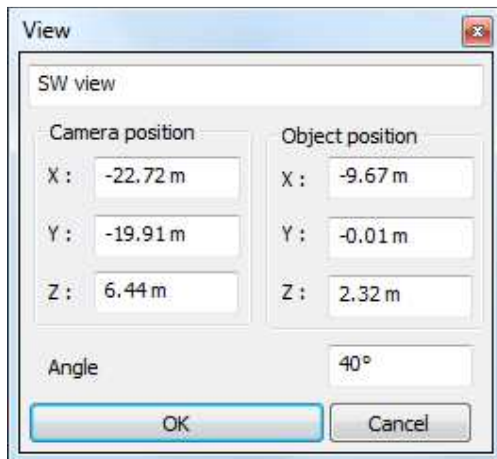 View
SW view
Camera position Object position
X : -22.72 m X : -9.67 m
Y : -19.91 m Y : -0.01 m
Z : 6.44 m Z : 2.32 m
Angle 40°
OK Cancel